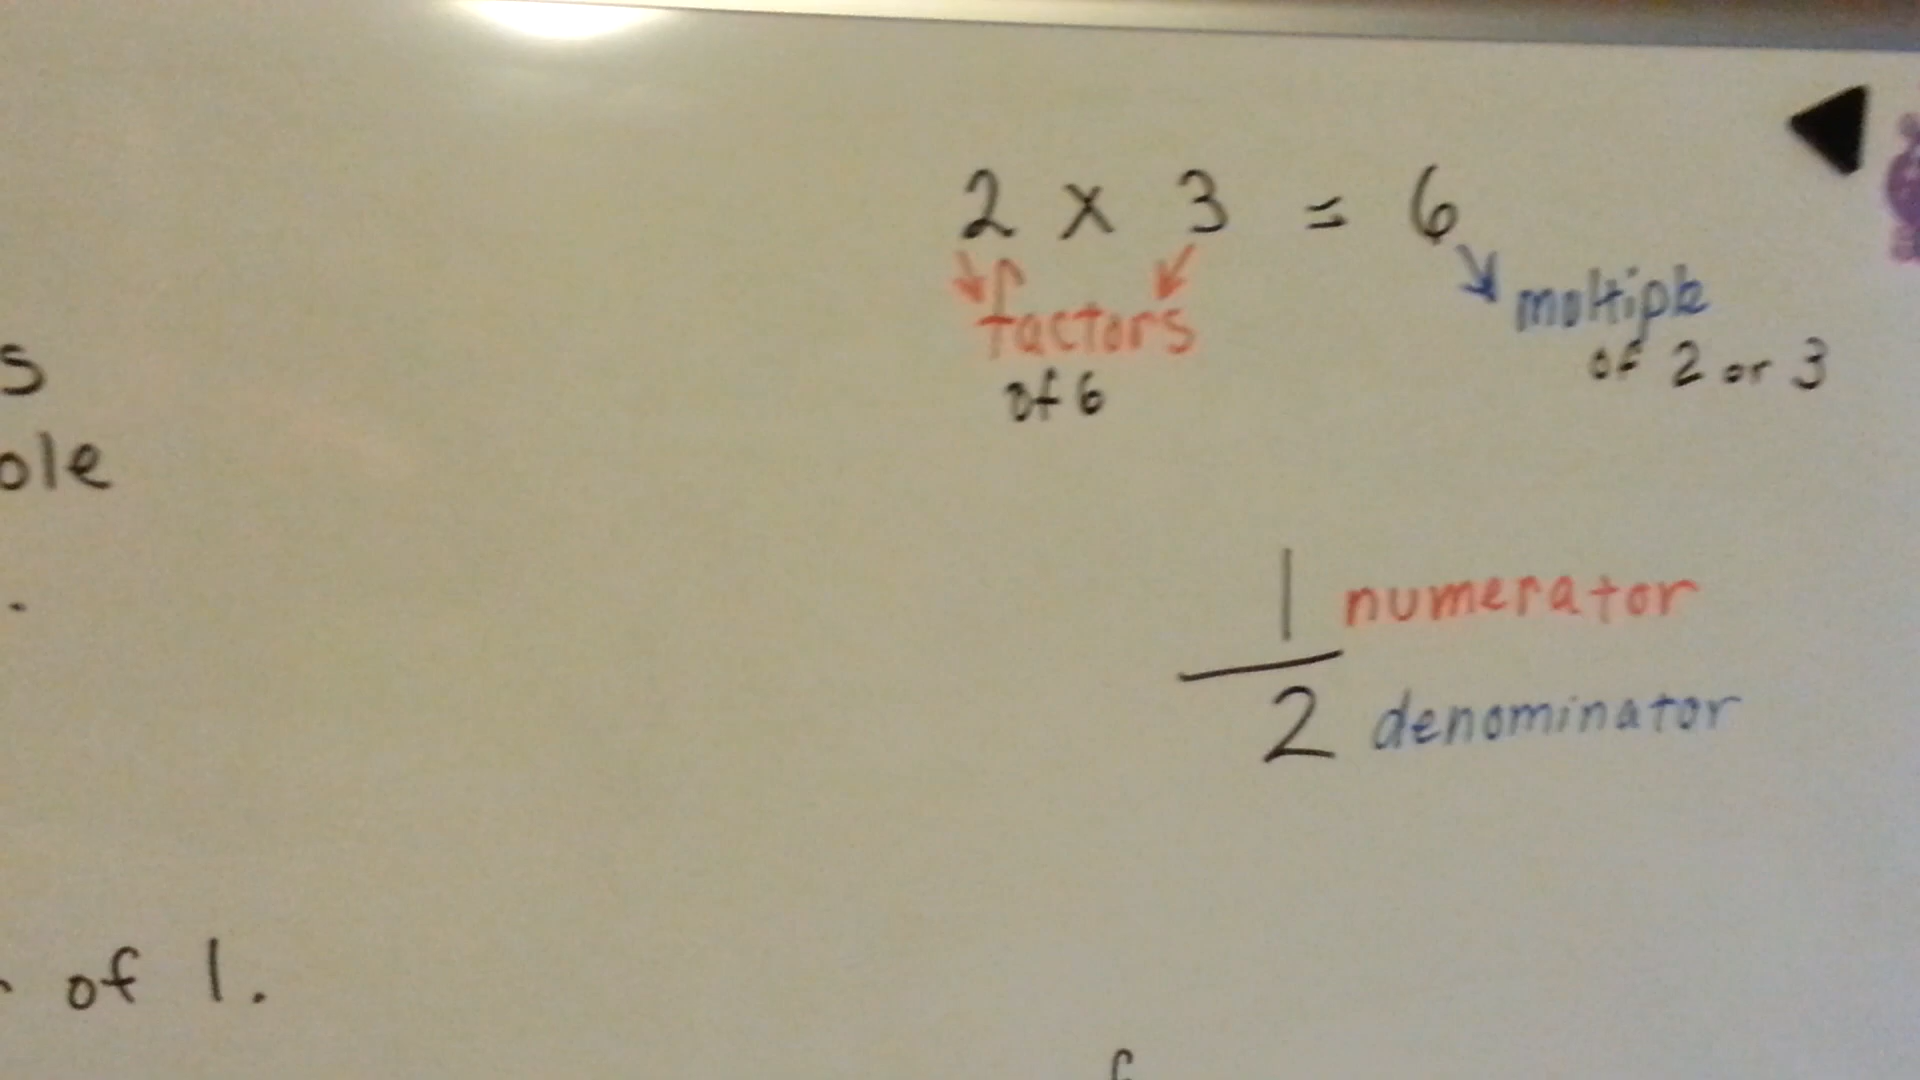 2 x 3 = 6
factors
of 6
multiple
of 2 or 3
s
ole
.
1 numerator
2 denominator
of 1.